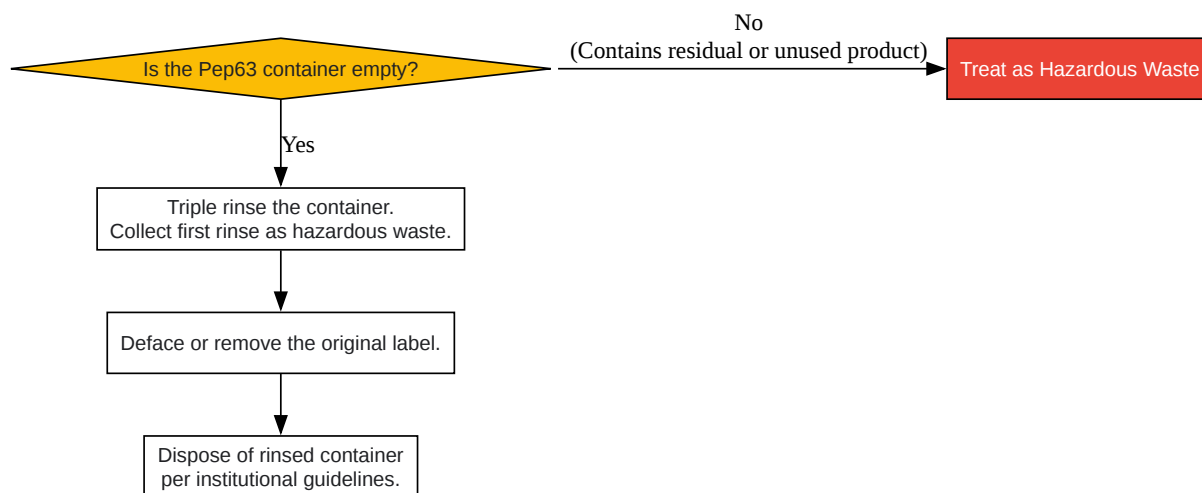 Is the Pep63 container empty?
No
(Contains residual or unused product)
Treat as Hazardous Waste
Yes
Triple rinse the container.
Collect first rinse as hazardous waste.
Deface or remove the original label.
Dispose of rinsed container
per institutional guidelines.